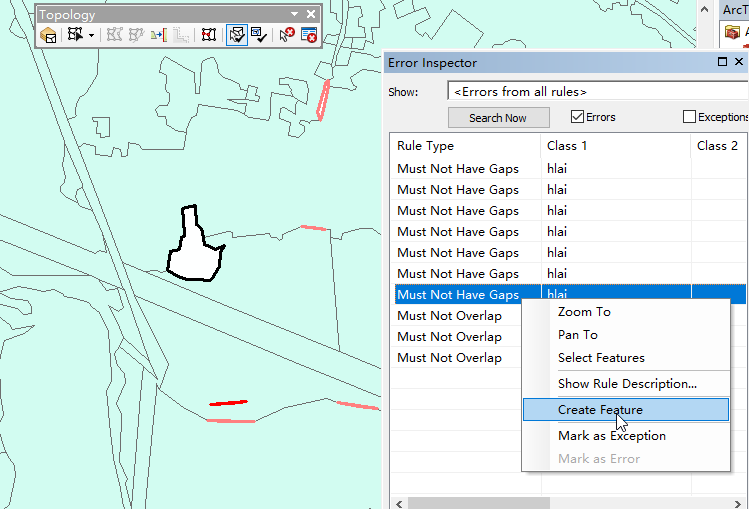 Topology
ArcT
Error Inspector
Show:
<Errors from all rules>
Search Now
Errors
Exceptions
Rule Type Class 1 Class 2
Must Not Have Gaps hlai
Must Not Have Gaps hlai
Must Not Have Gaps hlai
Must Not Have Gaps hlai
Must Not Have Gaps hlai
Must Not Have Gaps hlai
Must Not Have Gaps hlai
Must Not Overlap
Must Not Overlap
Must Not Overlap
Zoom To
Pan To
Select Features
Show Rule Description...
Create Feature
Mark as Exception
Mark as Error